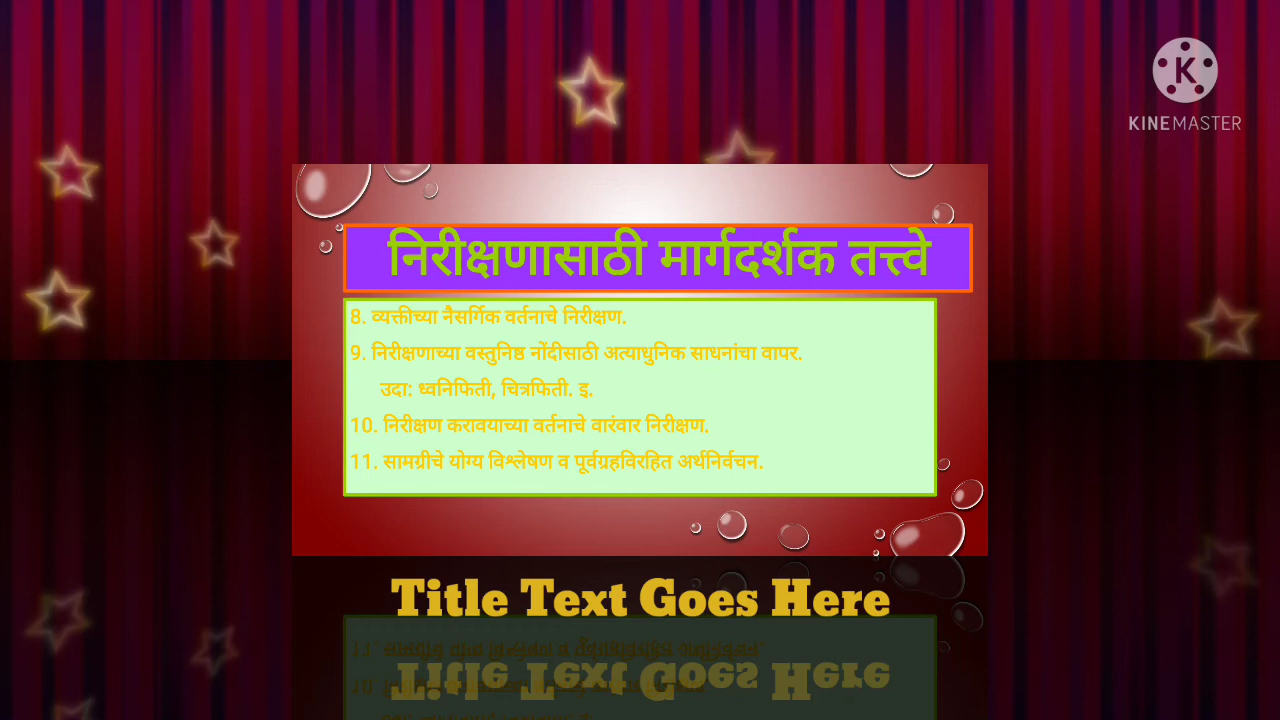 KINEMASTER
निरीक्षणासाठी मार्गदर्शक तत्त्वे
8. व्यक्तीच्या नैसर्गिक वर्तनाचे निरीक्षण.
9. निरीक्षणाच्या वस्तुनिष्ठ नोंदीसाठी अत्याधुनिक साधनांचा वापर.
उदा: ध्वनिफिती, चित्रफिती. इ.
10. निरीक्षण करावयाच्या वर्तनाचे वारंवार निरीक्षण.
11. सामग्रीचे योग्य विश्लेषण व पूर्वग्रहविरहित अर्थनिर्वचन.
Title Text Goes Here